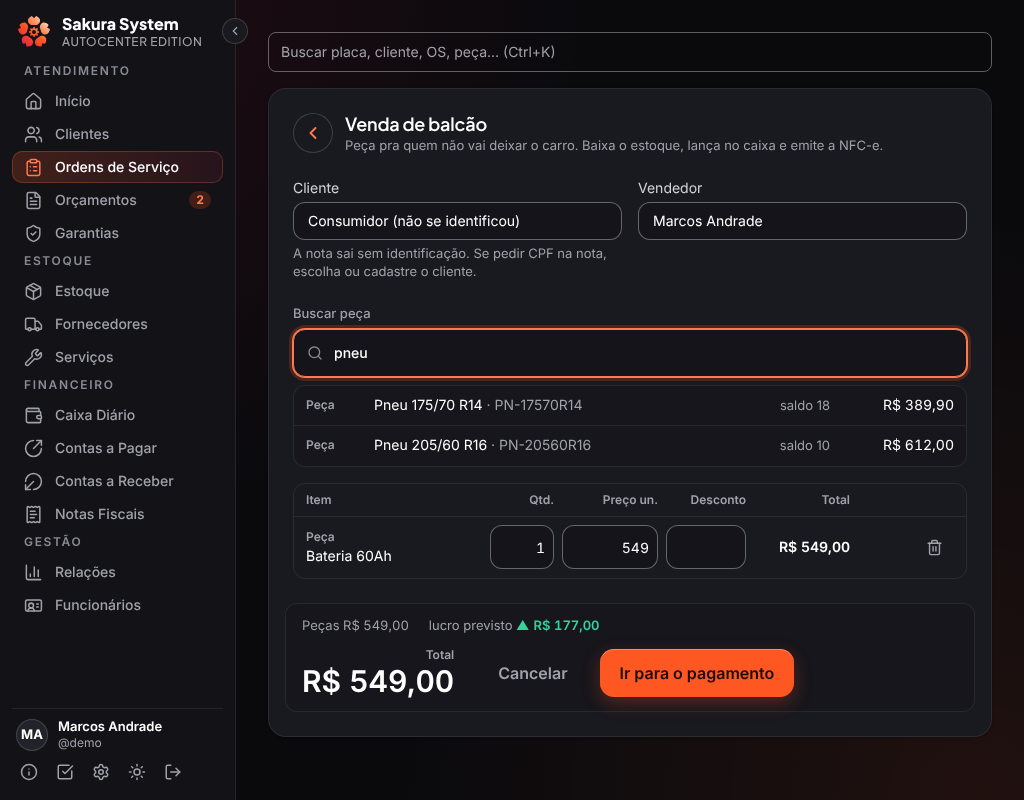 Sakura System
AUTOCENTER EDITION
ATENDIMENTO
Início
Clientes
Ordens de Serviço
Orçamentos 2
Garantias
ESTOQUE
Estoque
Fornecedores
Serviços
FINANCEIRO
Caixa Diário
Contas a Pagar
Contas a Receber
Notas Fiscais
GESTÃO
Relações
Funcionários
MA
Marcos Andrade
@demo
Buscar placa, cliente, OS, peça... (Ctrl+K)
Venda de balcão
Peça pra quem não vai deixar o carro. Baixa o estoque, lança no caixa e emite a NFC-e.
Cliente Vendedor
Consumidor (não se identificou) Marcos Andrade
A nota sai sem identificação. Se pedir CPF na nota,
escolha ou cadastre o cliente.
Buscar peça
pneu
Peça Pneu 175/70 R14 · PN-17570R14 saldo 18 R$ 389,90
Peça Pneu 205/60 R16 · PN-20560R16 saldo 10 R$ 612,00
Item Qtd. Preço un. Desconto Total
Peça
Bateria 60Ah 1 549 R$ 549,00
Peças R$ 549,00 lucro previsto ▲ R$ 177,00
Total
R$ 549,00 Cancelar Ir para o pagamento